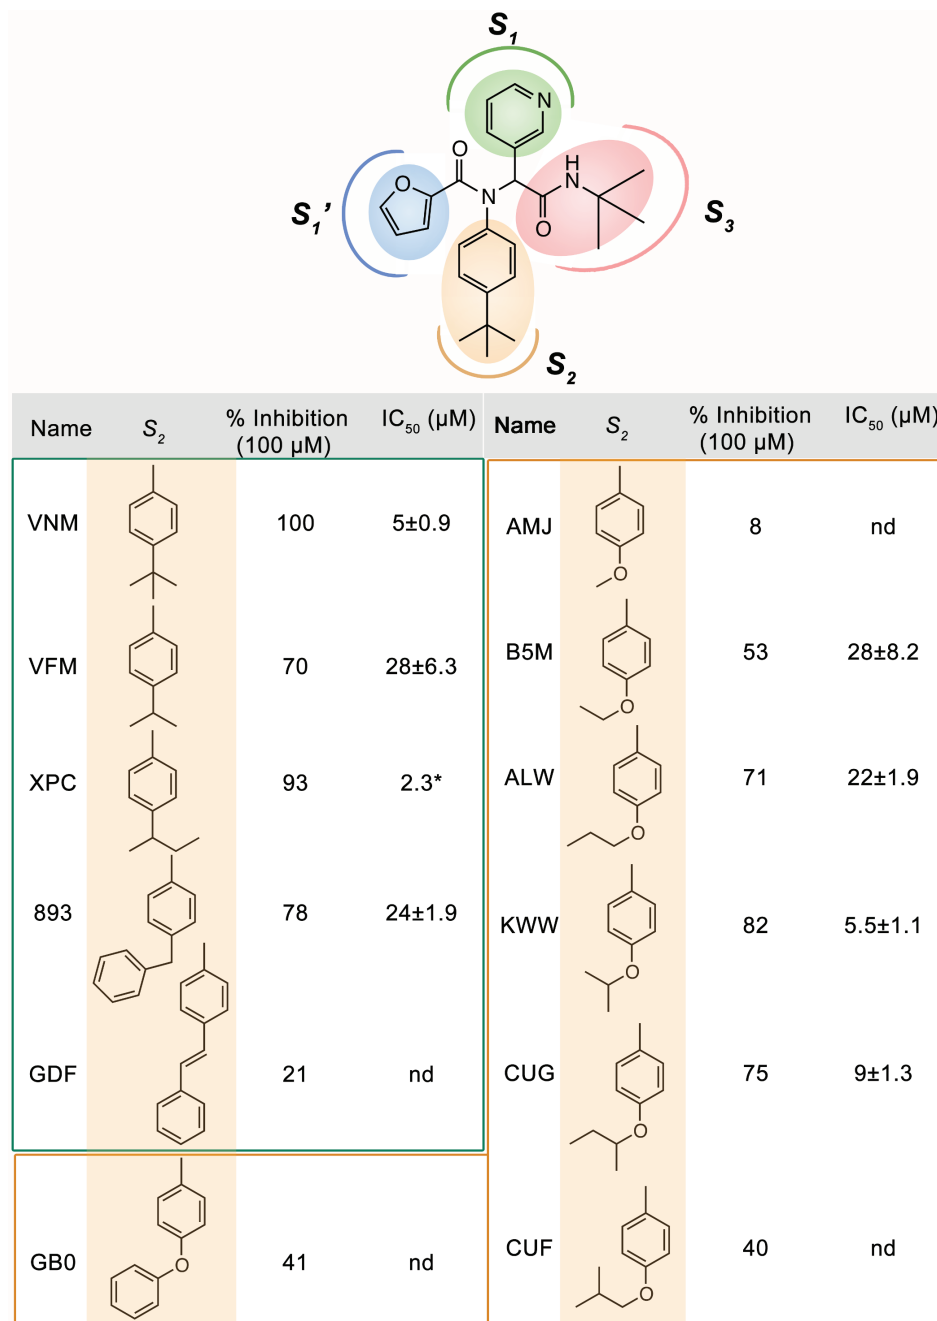 S1
N
O
H
N
O
N
S1'
O
S3
S2
Name S2 % Inhibition (100 µM) IC50 (µM)
VNM 100 5±0.9
VFM 70 28±6.3
XPC 93 2.3*
893 78 24±1.9
GDF 21 nd
GB0 O 41 nd
Name S2 % Inhibition (100 µM) IC50 (µM)
AMJ O 8 nd
B5M O 53 28±8.2
ALW O 71 22±1.9
KWW O 82 5.5±1.1
CUG O 75 9±1.3
CUF O 40 nd